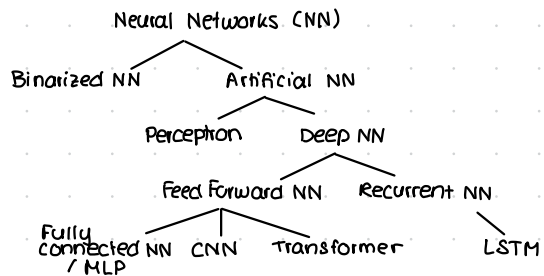 Neural Networks (NN)
Binarized NN
Artificial NN
Perceptron
Deep NN
Feed Forward NN
Recurrent NN
Fully
connected NN
/ MLP
CNN
Transformer
LSTM